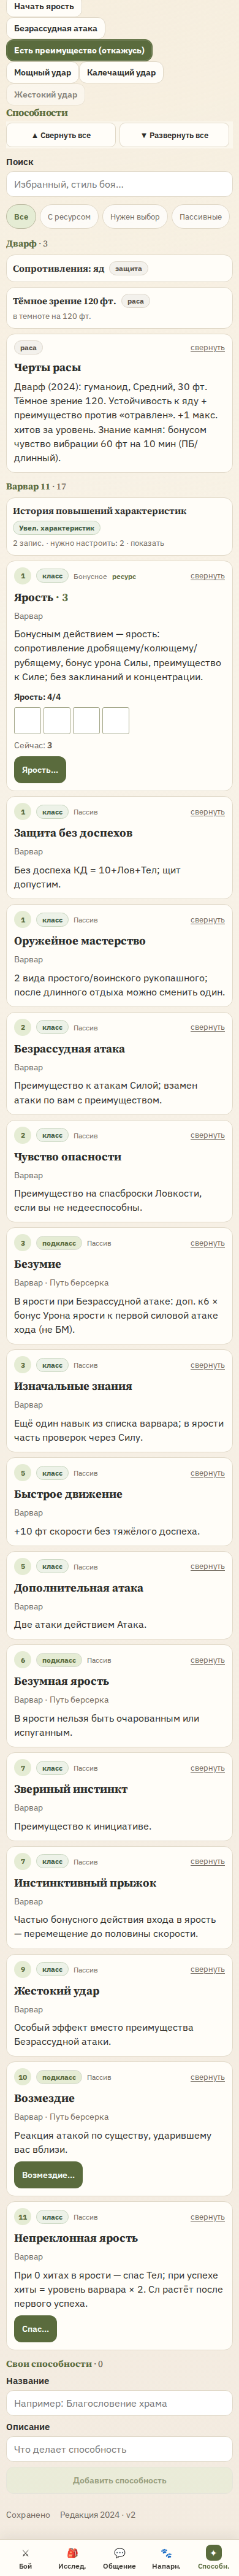 Начать ярость
Безрассудная атака
Есть преимущество (откажусь)
Мощный удар Калечащий удар
Жестокий удар
Способности
▲ Свернуть все ▼ Развернуть все
Поиск
Избранный, стиль боя...
Все С ресурсом Нужен выбор Пассивные
Дварф · 3
Сопротивления: яд защита
Тёмное зрение 120 фт. раса
в темноте на 120 фт.
раса свернуть
Черты расы
Дварф (2024): гуманоид, Средний, 30 фт.
Тёмное зрение 120. Устойчивость к яду +
преимущество против «отравлен». +1 макс.
хитов за уровень. Знание камня: бонусом
чувство вибрации 60 фт на 10 мин (ПБ/
длинный).
Варвар 11 · 17
История повышений характеристик
Увел. характеристик
2 запис. · нужно настроить: 2 · показать
1 класс Бонусное ресурс свернуть
Ярость · 3
Варвар
Бонусным действием — ярость:
сопротивление дробящему/колющему/
рубящему, бонус урона Силы, преимущество
к Силе; без заклинаний и концентрации.
Ярость: 4/4
Сейчас: 3
Ярость...
1 класс Пассив свернуть
Защита без доспехов
Варвар
Без доспеха КД = 10+Лов+Тел; щит
допустим.
1 класс Пассив свернуть
Оружейное мастерство
Варвар
2 вида простого/воинского рукопашного;
после длинного отдыха можно сменить один.
2 класс Пассив свернуть
Безрассудная атака
Варвар
Преимущество к атакам Силой; взамен
атаки по вам с преимуществом.
2 класс Пассив свернуть
Чувство опасности
Варвар
Преимущество на спасброски Ловкости,
если вы не недееспособны.
3 подкласс Пассив свернуть
Безумие
Варвар · Путь берсерка
В ярости при Безрассудной атаке: доп. к6 ×
бонус Урона ярости к первой силовой атаке
хода (не БМ).
3 класс Пассив свернуть
Изначальные знания
Варвар
Ещё один навык из списка варвара; в ярости
часть проверок через Силу.
5 класс Пассив свернуть
Быстрое движение
Варвар
+10 фт скорости без тяжёлого доспеха.
5 класс Пассив свернуть
Дополнительная атака
Варвар
Две атаки действием Атака.
6 подкласс Пассив свернуть
Безумная ярость
Варвар · Путь берсерка
В ярости нельзя быть очарованным или
испуганным.
7 класс Пассив свернуть
Звериный инстинкт
Варвар
Преимущество к инициативе.
7 класс Пассив свернуть
Инстинктивный прыжок
Варвар
Частью бонусного действия входа в ярость
— перемещение до половины скорости.
9 класс Пассив свернуть
Жестокий удар
Варвар
Особый эффект вместо преимущества
Безрассудной атаки.
10 подкласс Пассив свернуть
Возмездие
Варвар · Путь берсерка
Реакция атакой по существу, ударившему
вас вблизи.
Возмездие...
11 класс Пассив свернуть
Непреклонная ярость
Варвар
При 0 хитах в ярости — спас Тел; при успехе
хиты = уровень варвара × 2. Сл растёт после
первого успеха.
Спас...
Свои способности · 0
Название
Например: Благословение храма
Описание
Что делает способность
Добавить способность
Сохранено Редакция 2024 · v2
Бой Исслед. Общение Напарн. Способн.